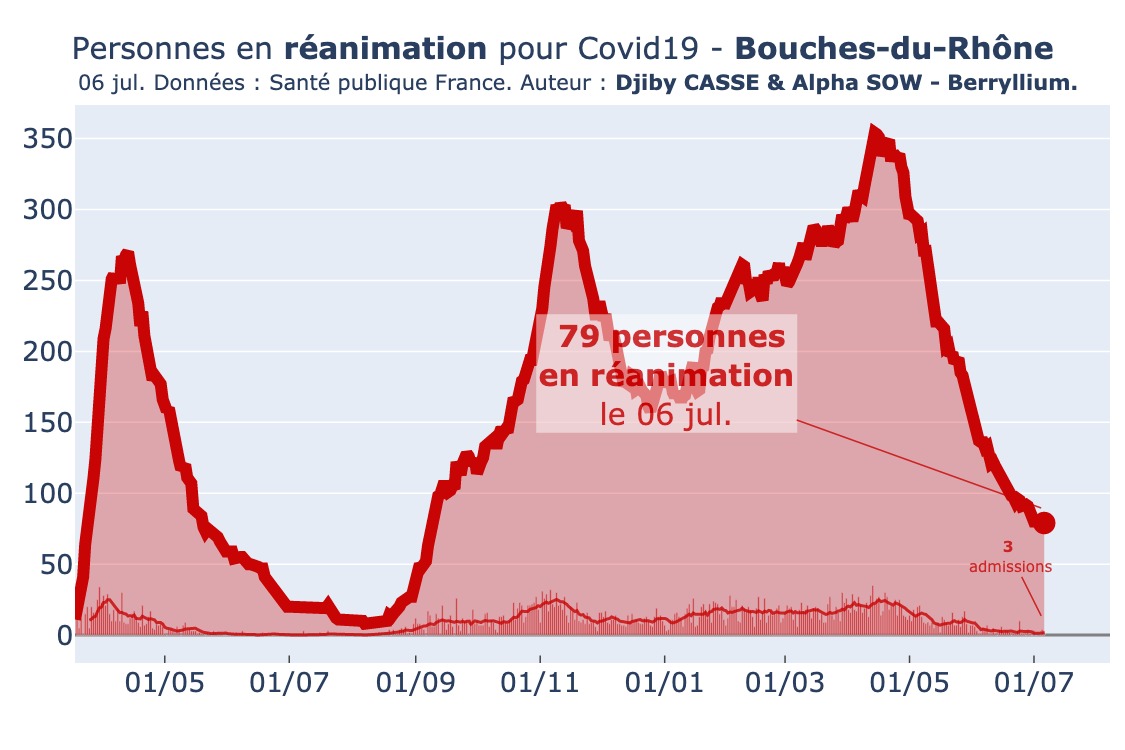 Personnes en réanimation pour Covid19 - Bouches-du-Rhône
06 jul. Données : Santé publique France. Auteur : Djiby CASSE & Alpha SOW - Berryllium.
350
300
250
200
150
100
50
0
79 personnes
en réanimation
le 06 jul.
3
admissions
01/05
01/07
01/09
01/11
01/01
01/03
01/05
01/07